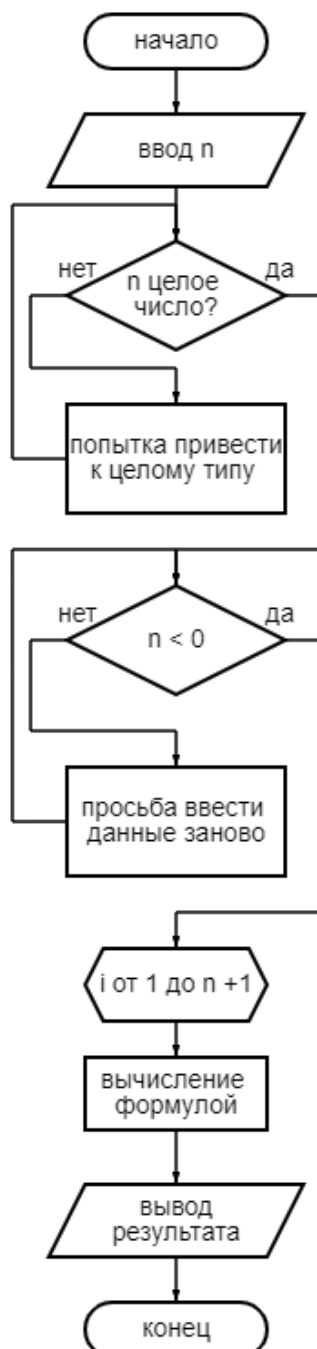 начало
ввод n
нет
да
n целое
число?
попытка привести
к целому типу
нет
да
n < 0
просьба ввести
данные заново
i от 1 до n +1
вычисление
формулой
вывод
результата
конец